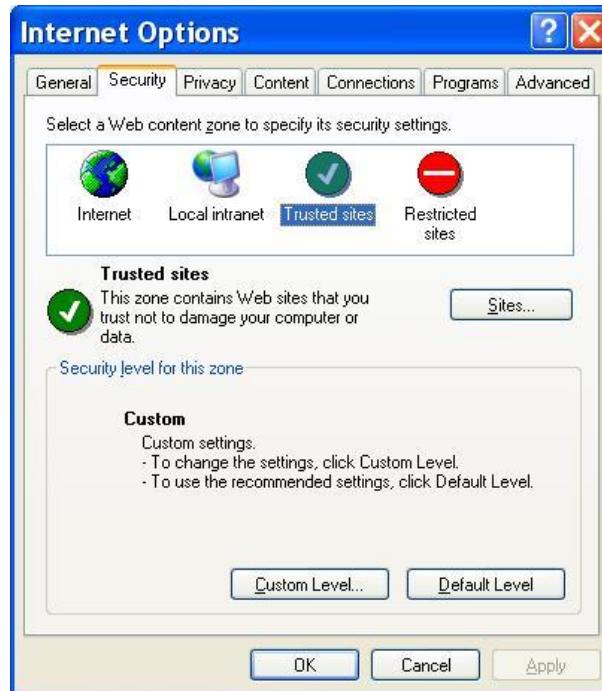 Internet Options
General Security Privacy Content Connections Programs Advanced
Select a Web content zone to specify its security settings.
Internet Local intranet Trusted sites Restricted
sites
Trusted sites
This zone contains Web sites that you
trust not to damage your computer or
data.
Sites...
Security level for this zone
Custom
Custom settings.
- To change the settings, click Custom Level.
- To use the recommended settings, click Default Level.
Custom Level... Default Level
OK Cancel Apply